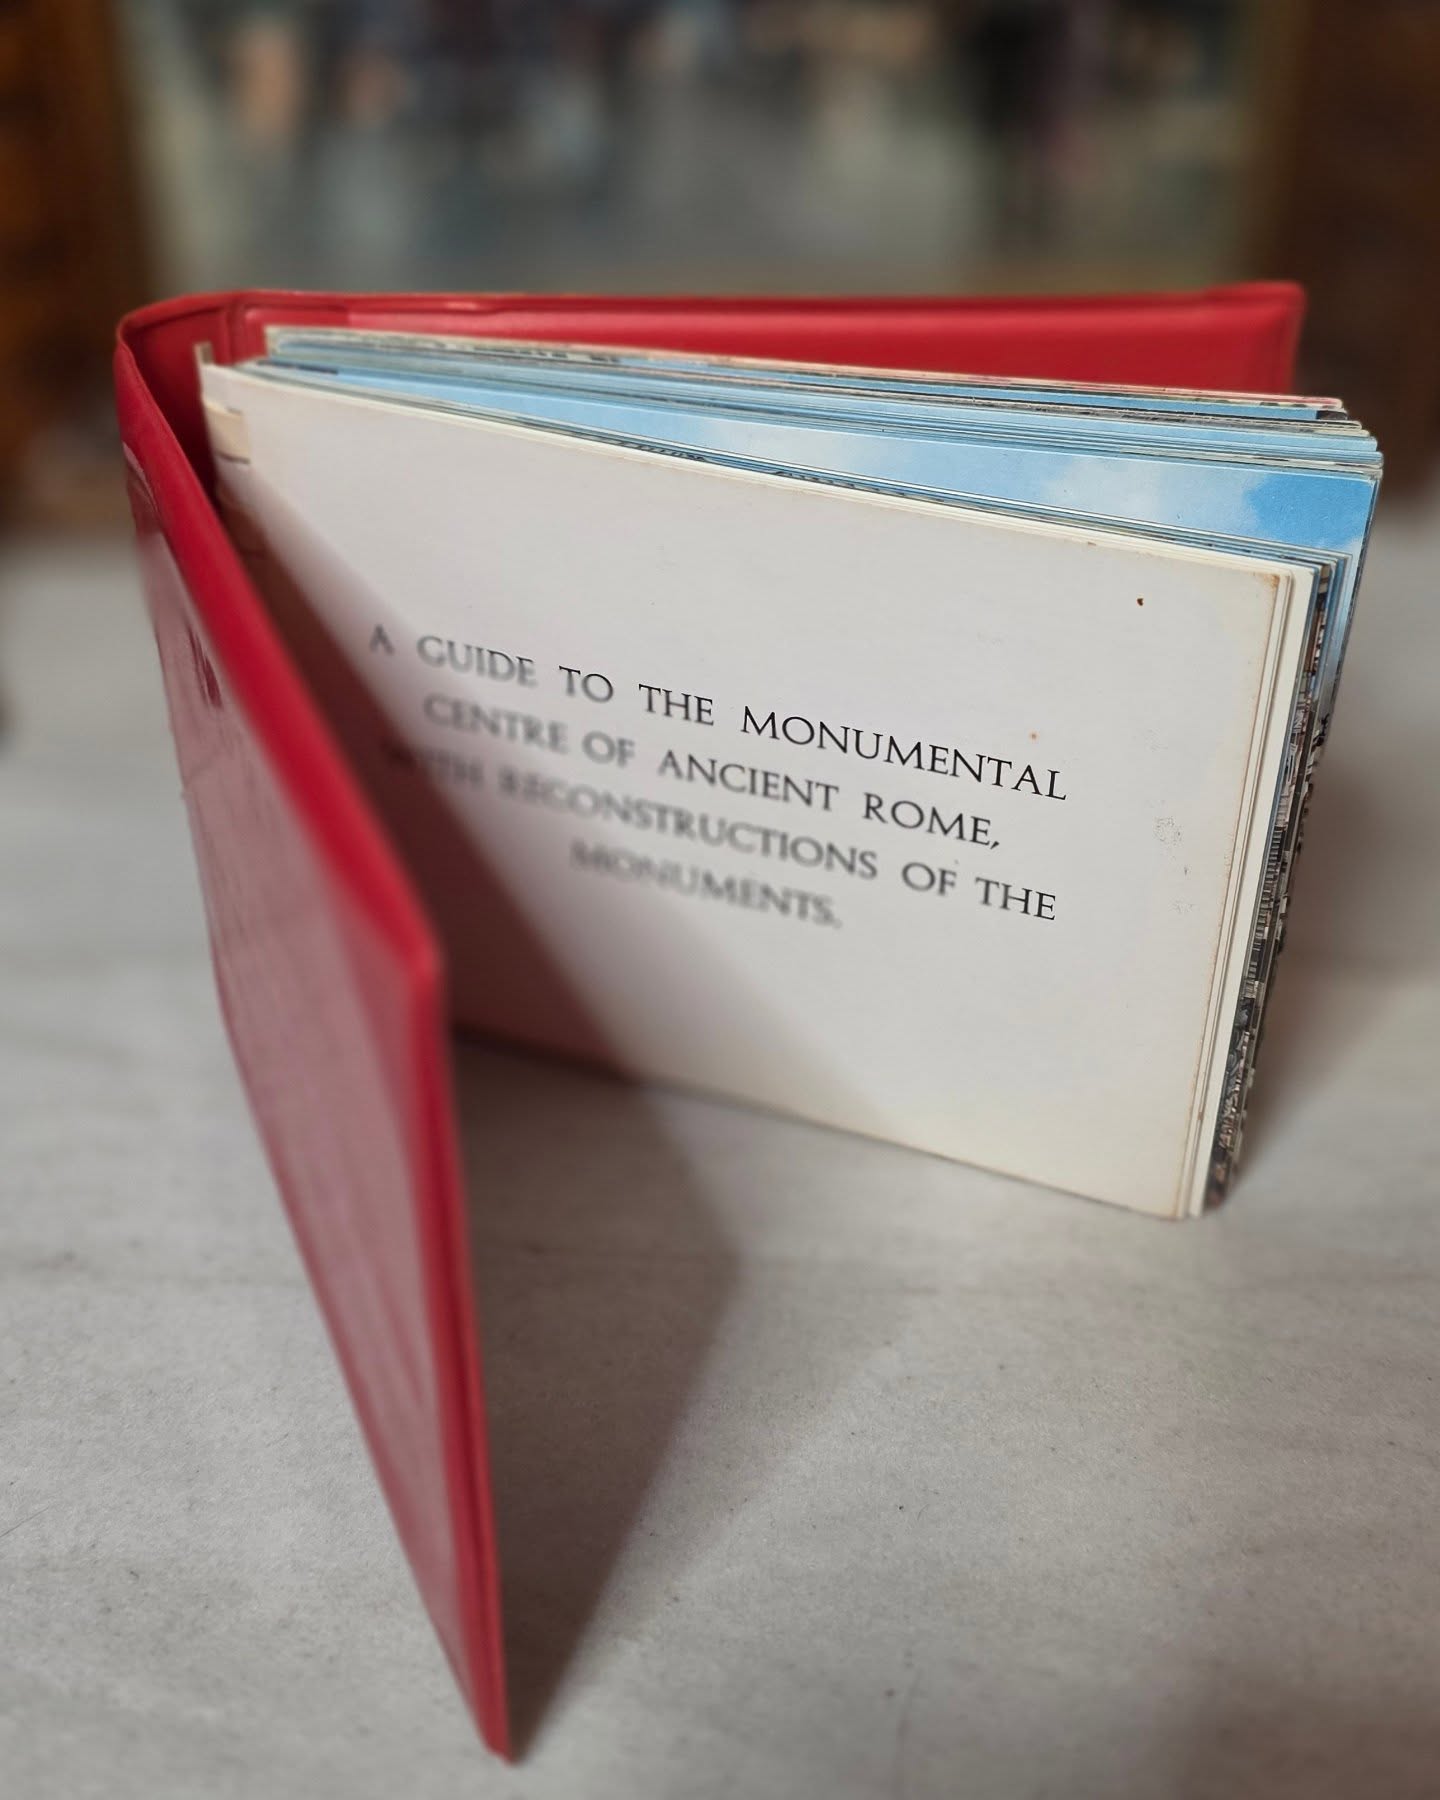 A GUIDE TO THE MONUMENTAL
CENTRE OF ANCIENT ROME,
WITH RECONSTRUCTIONS OF THE
MONUMENTS.